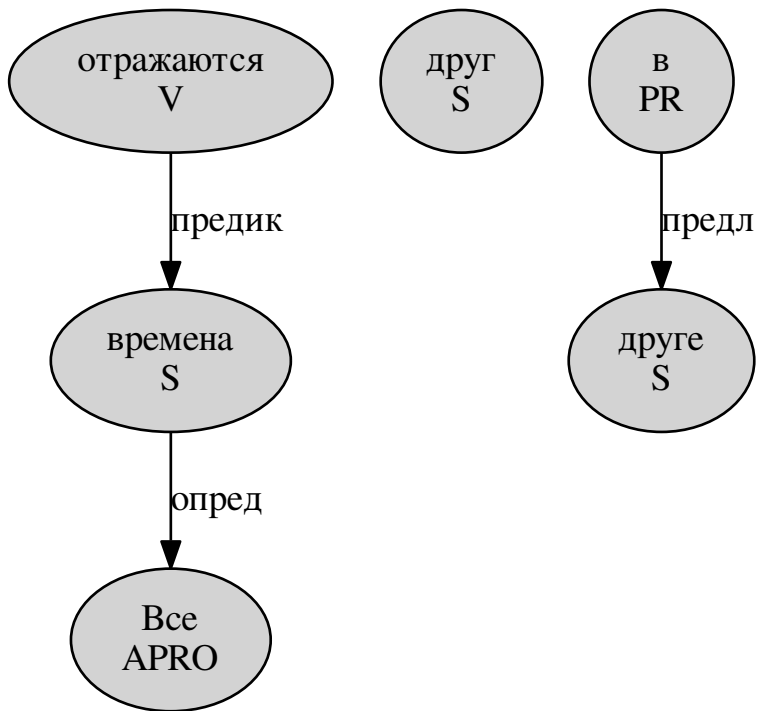 отражаются
V
друг
S
в
PR
предик
предл
времена
S
друге
S
опред
Все
APRO